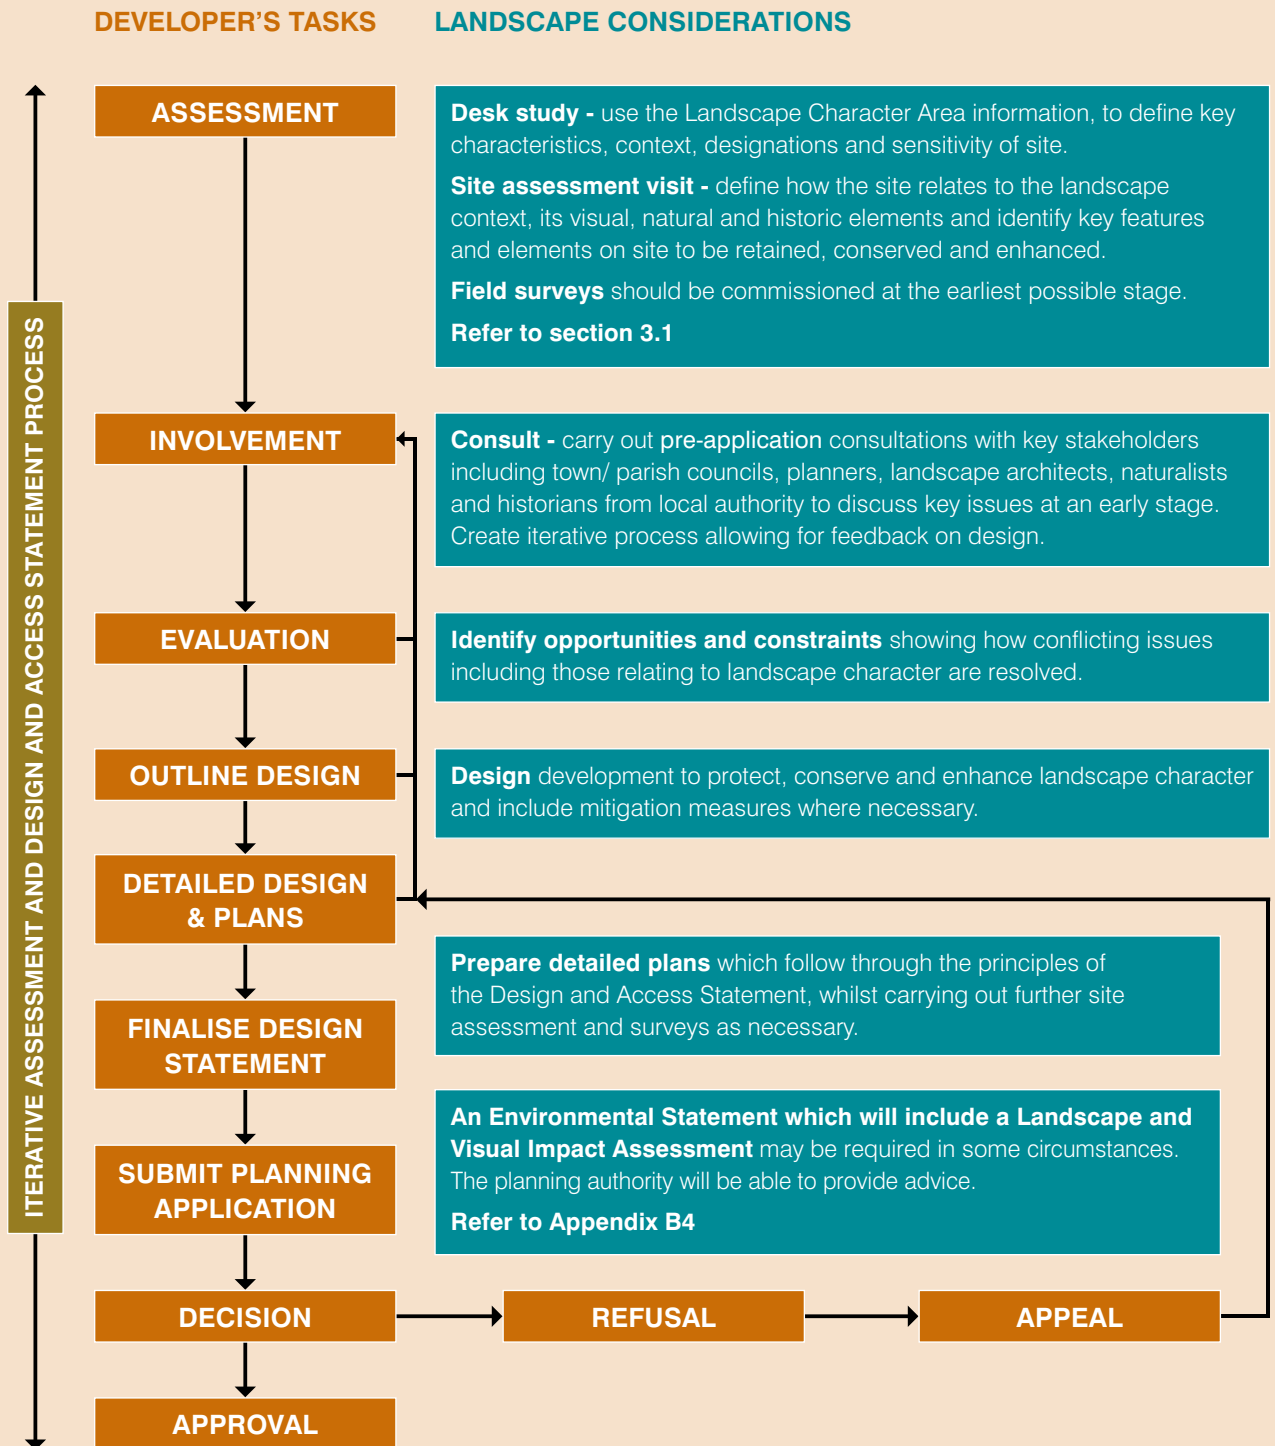 DEVELOPER'S TASKS
LANDSCAPE CONSIDERATIONS
ITERATIVE ASSESSMENT AND DESIGN AND ACCESS STATEMENT PROCESS
ASSESSMENT
Desk study - use the Landscape Character Area information, to define key
characteristics, context, designations and sensitivity of site.
Site assessment visit - define how the site relates to the landscape
context, its visual, natural and historic elements and identify key features
and elements on site to be retained, conserved and enhanced.
Field surveys should be commissioned at the earliest possible stage.
Refer to section 3.1
INVOLVEMENT
Consult - carry out pre-application consultations with key stakeholders
including town/ parish councils, planners, landscape architects, naturalists
and historians from local authority to discuss key issues at an early stage.
Create iterative process allowing for feedback on design.
EVALUATION
Identify opportunities and constraints showing how conflicting issues
including those relating to landscape character are resolved.
OUTLINE DESIGN
Design development to protect, conserve and enhance landscape character
and include mitigation measures where necessary.
DETAILED DESIGN
& PLANS
Prepare detailed plans which follow through the principles of
the Design and Access Statement, whilst carrying out further site
assessment and surveys as necessary.
FINALISE DESIGN
STATEMENT
An Environmental Statement which will include a Landscape and
Visual Impact Assessment may be required in some circumstances.
The planning authority will be able to provide advice.
Refer to Appendix B4
SUBMIT PLANNING
APPLICATION
DECISION
REFUSAL
APPEAL
APPROVAL